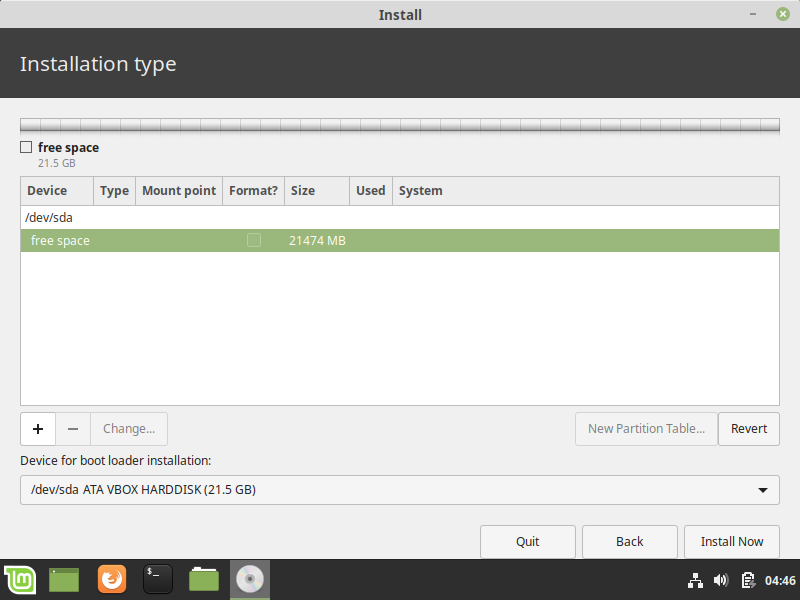 Install
Installation type
free space
21.5 GB
Device Type Mount point Format? Size Used System
/dev/sda
free space 21474 MB
+ − Change... New Partition Table... Revert
Device for boot loader installation:
/dev/sda ATA VBOX HARDDISK (21.5 GB)
Quit Back Install Now
$_ 04:46